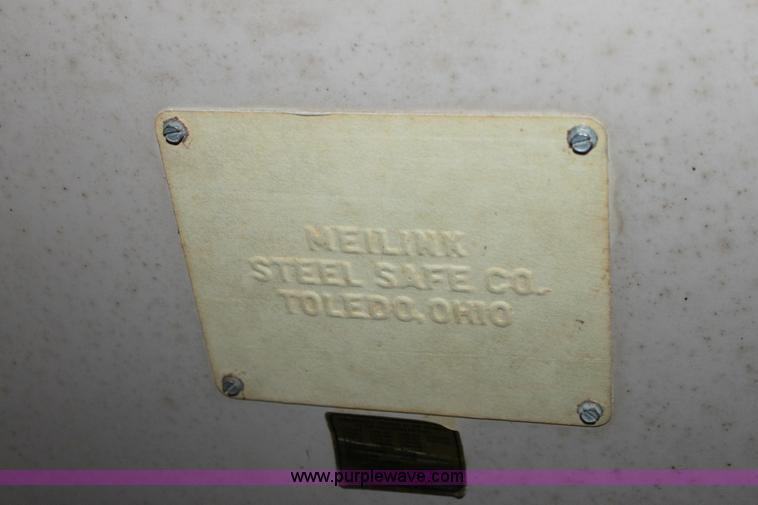 MEILINK
STEEL SAFE CO.
TOLEDO, OHIO
www.purplewave.com